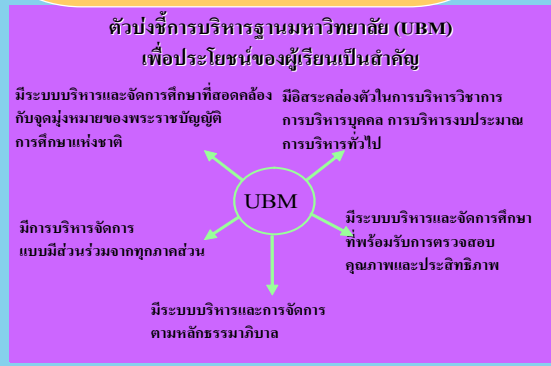 ตัวบ่งชี้การบริหารฐานมหาวิทยาลัย (UBM)
เพื่อประโยชน์ของผู้เรียนเป็นสำคัญ
มีระบบบริหารและจัดการศึกษาที่สอดคล้อง
กับจุดมุ่งหมายของพระราชบัญญัติ
การศึกษาแห่งชาติ
มีอิสระคล่องตัวในการบริหารวิชาการ
การบริหารบุคคล การบริหารงบประมาณ
การบริหารทั่วไป
UBM
มีการบริหารจัดการ
แบบมีส่วนร่วมจากทุกภาคส่วน
มีระบบบริหารและจัดการศึกษา
ที่พร้อมรับการตรวจสอบ
คุณภาพและประสิทธิภาพ
มีระบบบริหารและการจัดการ
ตามหลักธรรมาภิบาล